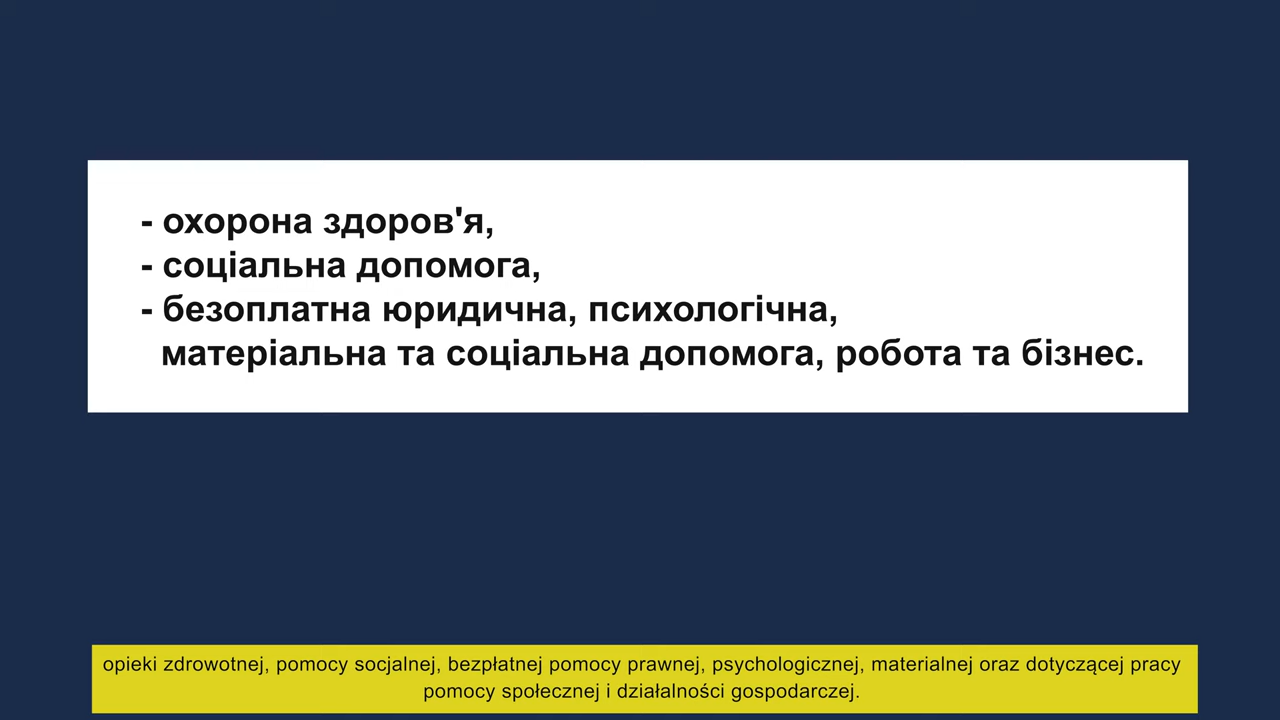 - охорона здоров'я,
- соціальна допомога,
- безоплатна юридична, психологічна,
матеріальна та соціальна допомога, робота та бізнес.
opieki zdrowotnej, pomocy socjalnej, bezpłatnej pomocy prawnej, psychologicznej, materialnej oraz dotyczącej pracy
pomocy społecznej i działalności gospodarczej.